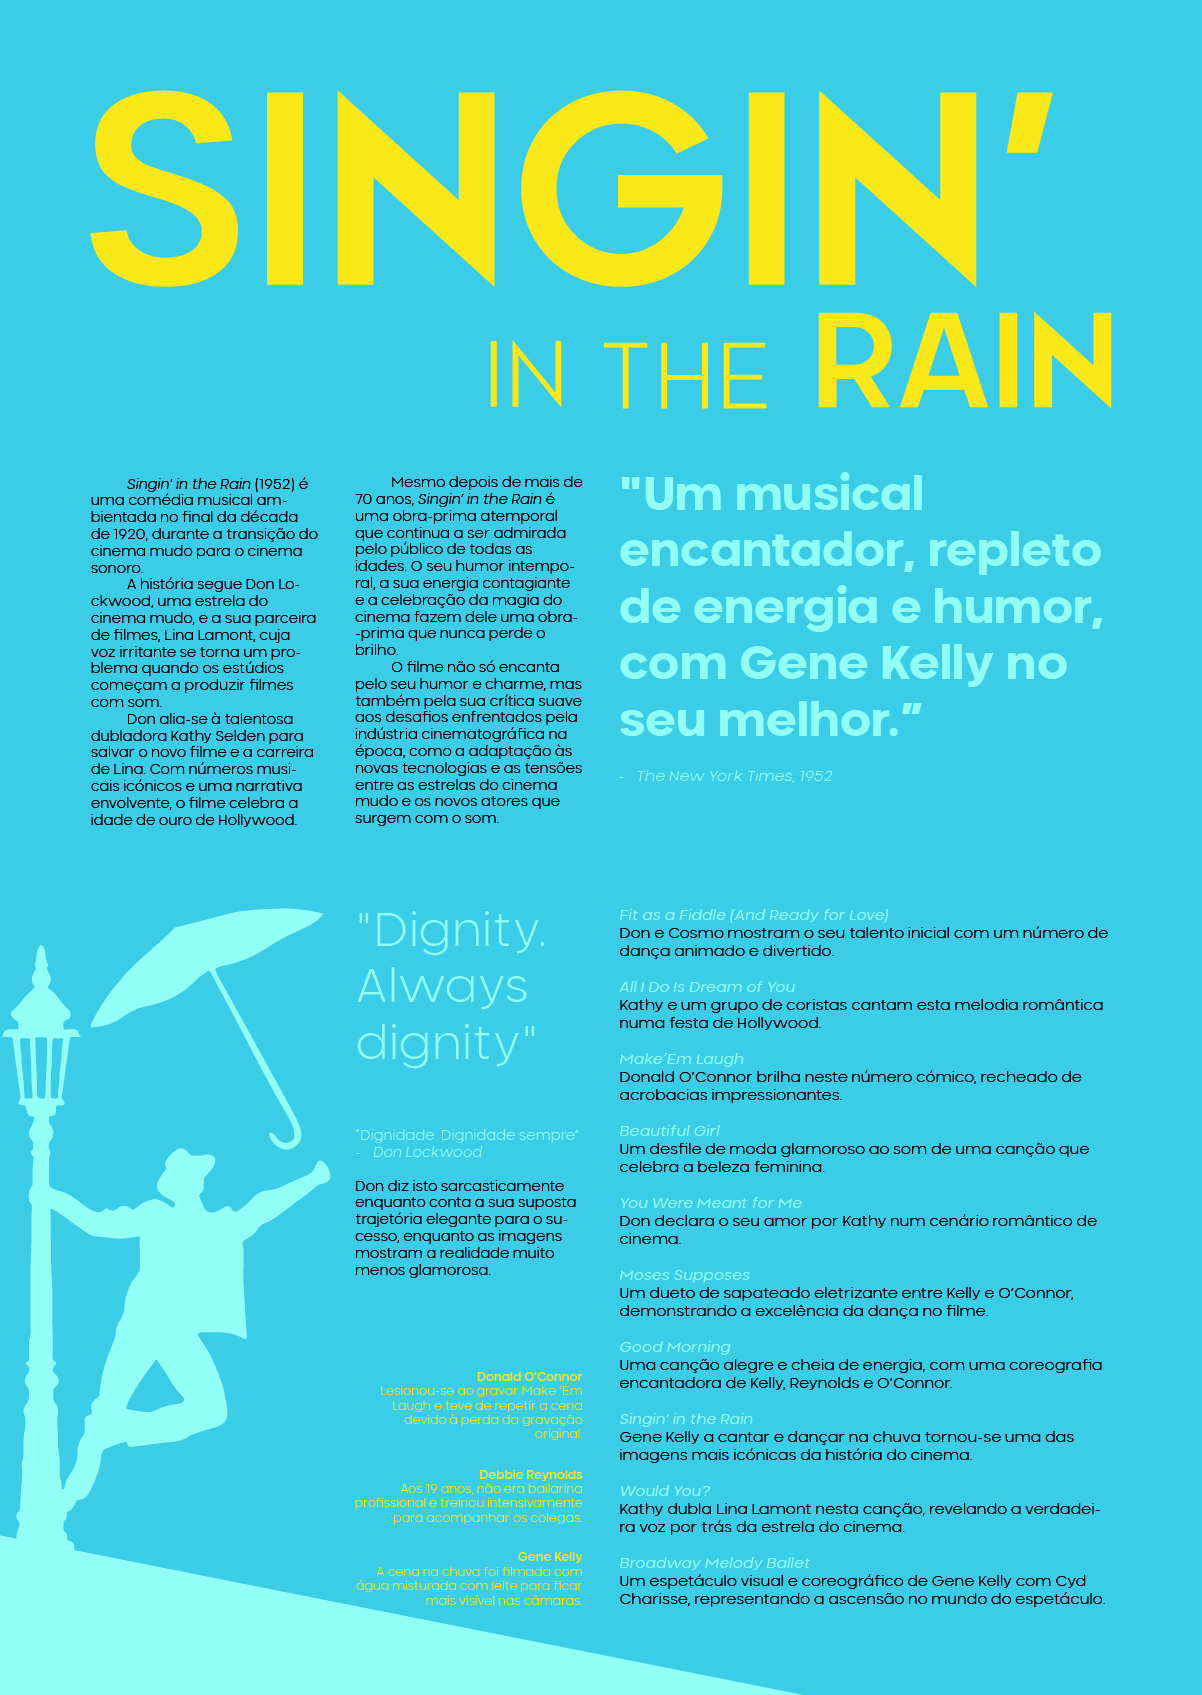 SINGIN’
IN THE RAIN
Singin’ in the Rain (1952) é
uma comédia musical am-
bientada no final da década
de 1920, durante a transição do
cinema mudo para o cinema
sonoro.
A história segue Don Lo-
ckwood, uma estrela do
cinema mudo, e a sua parceira
de filmes, Lina Lamont, cuja
voz irritante se torna um pro-
blema quando os estúdios
começam a produzir filmes
com som.
Don alia-se à talentosa
dubladora Kathy Selden para
salvar o novo filme e a carreira
de Lina. Com números musi-
cais icónicos e uma narrativa
envolvente, o filme celebra a
idade de ouro de Hollywood.
Mesmo depois de mais de
70 anos, Singin’ in the Rain é
uma obra-prima atemporal
que continua a ser admirada
pelo público de todas as
idades. O seu humor intempo-
ral, a sua energia contagiante
e a celebração da magia do
cinema fazem dele uma obra-
-prima que nunca perde o
brilho.
O filme não só encanta
pelo seu humor e charme, mas
também pela sua crítica suave
aos desafios enfrentados pela
indústria cinematográfica na
época, como a adaptação às
novas tecnologias e as tensões
entre as estrelas do cinema
mudo e os novos atores que
surgem com o som.
"Um musical
encantador, repleto
de energia e humor,
com Gene Kelly no
seu melhor.”
- The New York Times, 1952
"Dignity.
Always
dignity"
“Dignidade. Dignidade sempre"
- Don Lockwood
Don diz isto sarcasticamente
enquanto conta a sua suposta
trajetória elegante para o su-
cesso, enquanto as imagens
mostram a realidade muito
menos glamorosa.
Donald O’Connor
Lesionou-se ao gravar Make ’Em
Laugh e teve de repetir a cena
devido à perda da gravação
original.
Debbie Reynolds
Aos 19 anos, não era bailarina
profissional e treinou intensivamente
para acompanhar os colegas.
Gene Kelly
A cena na chuva foi filmada com
água misturada com leite para ficar
mais visível nas câmaras.
Fit as a Fiddle (And Ready for Love)
Don e Cosmo mostram o seu talento inicial com um número de
dança animado e divertido.
All I Do Is Dream of You
Kathy e um grupo de coristas cantam esta melodia romântica
numa festa de Hollywood.
Make’Em Laugh
Donald O’Connor brilha neste número cómico, recheado de
acrobacias impressionantes.
Beautiful Girl
Um desfile de moda glamoroso ao som de uma canção que
celebra a beleza feminina.
You Were Meant for Me
Don declara o seu amor por Kathy num cenário romântico de
cinema.
Moses Supposes
Um dueto de sapateado eletrizante entre Kelly e O’Connor,
demonstrando a excelência da dança no filme.
Good Morning
Uma canção alegre e cheia de energia, com uma coreografia
encantadora de Kelly, Reynolds e O’Connor.
Singin’ in the Rain
Gene Kelly a cantar e dançar na chuva tornou-se uma das
imagens mais icónicas da história do cinema.
Would You?
Kathy dubla Lina Lamont nesta canção, revelando a verdadei-
ra voz por trás da estrela do cinema.
Broadway Melody Ballet
Um espetáculo visual e coreográfico de Gene Kelly com Cyd
Charisse, representando a ascensão no mundo do espetáculo.